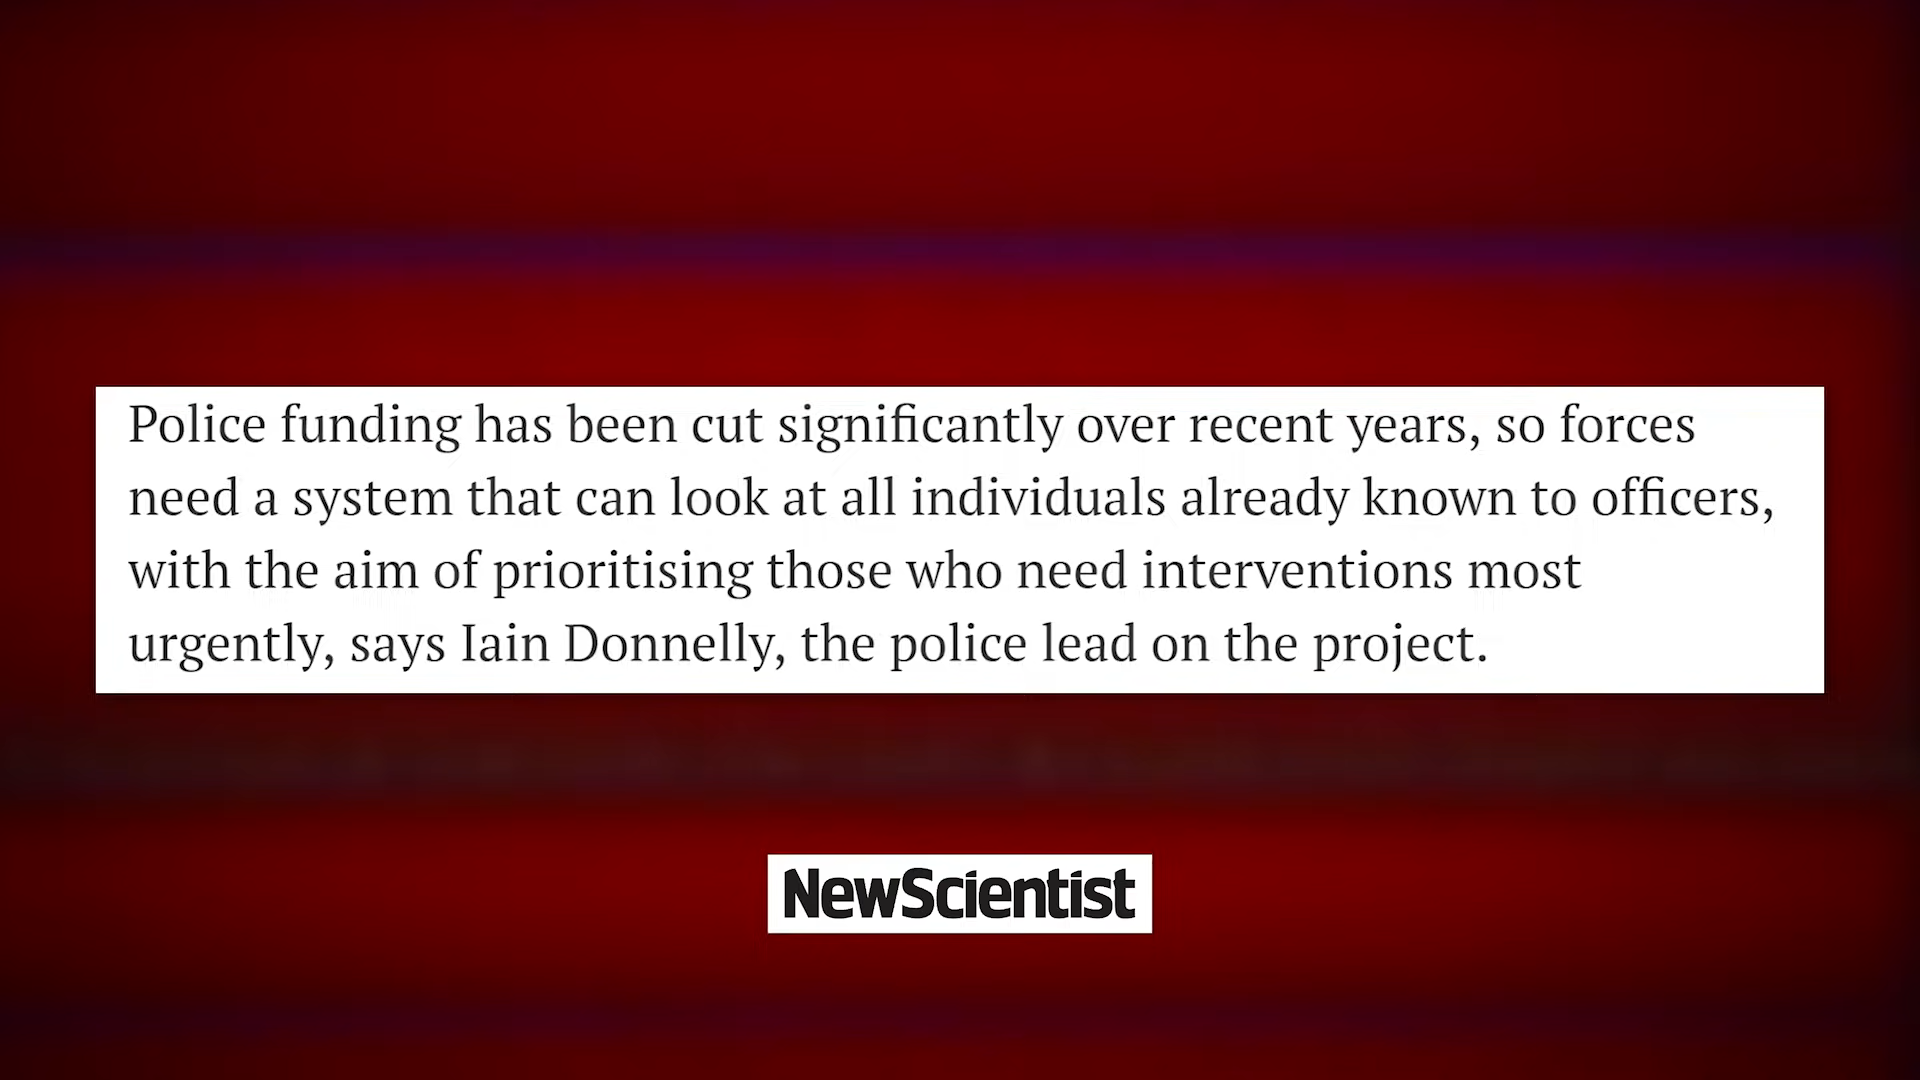 Police funding has been cut significantly over recent years, so forces
need a system that can look at all individuals already known to officers,
with the aim of prioritising those who need interventions most
urgently, says Iain Donnelly, the police lead on the project.
NewScientist